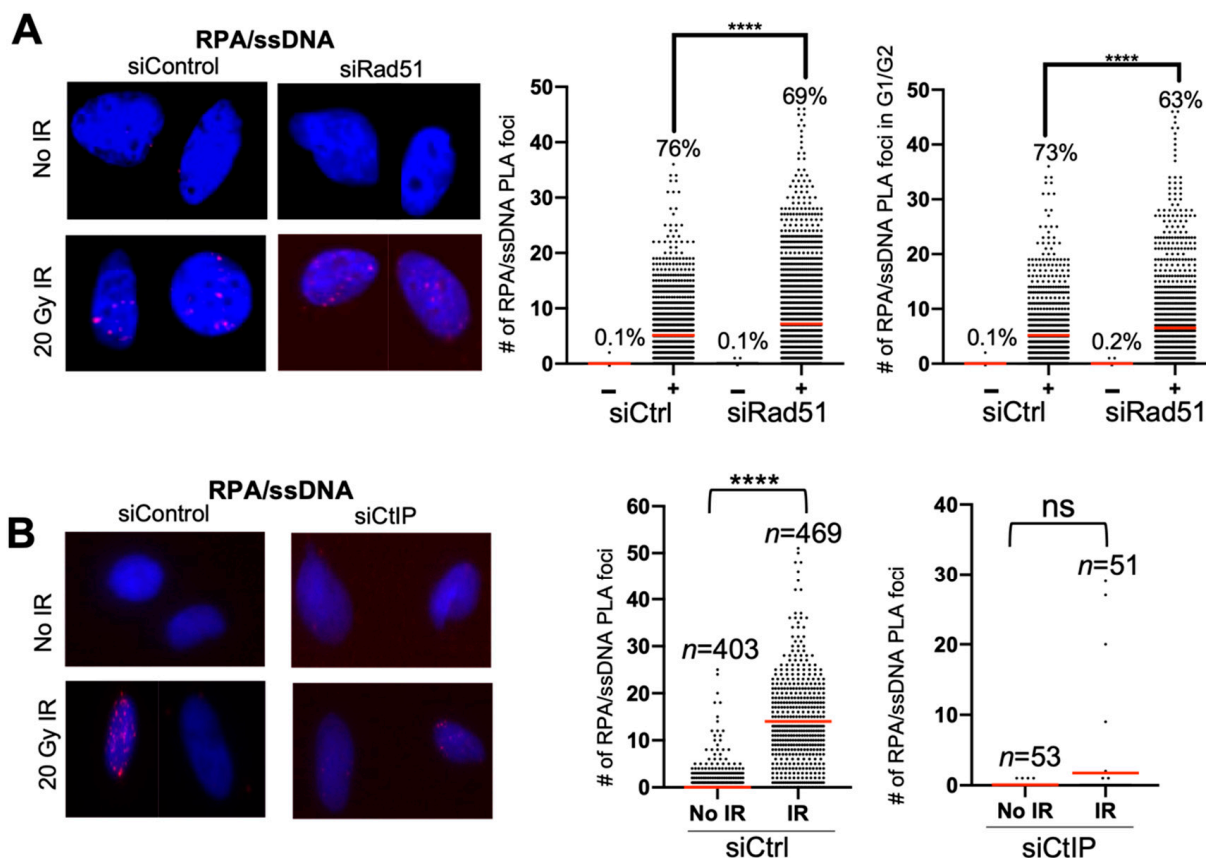 A
RPA/ssDNA
siControl
siRad51
No IR
20 Gy IR
# of RPA/ssDNA PLA foci
50
40
30
20
10
0
****
0.1%
76%
0.1%
69%
– + – +
siCtrl siRad51
# of RPA/ssDNA PLA foci in G1/G2
50
40
30
20
10
0
****
0.1%
73%
0.2%
63%
– + – +
siCtrl siRad51
B
RPA/ssDNA
siControl
siCtIP
No IR
20 Gy IR
# of RPA/ssDNA PLA foci
60
50
40
30
20
10
0
****
n=403
n=469
No IR IR
siCtrl
# of RPA/ssDNA PLA foci
40
30
20
10
0
ns
n=53
n=51
No IR IR
siCtIP